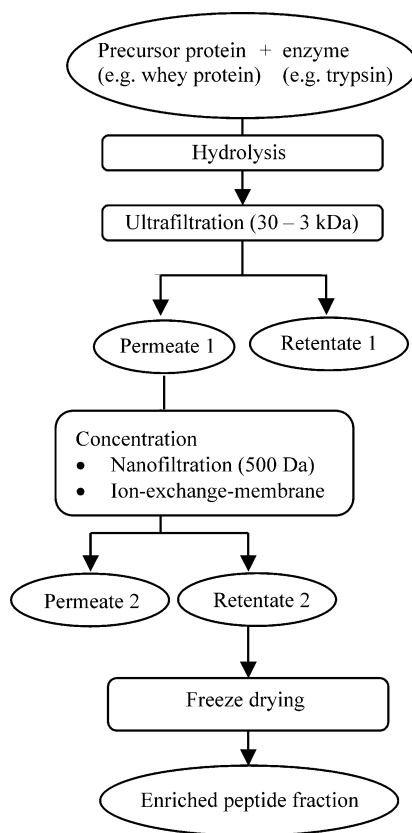 Precursor protein + enzyme
(e.g. whey protein) (e.g. trypsin)
Hydrolysis
Ultrafiltration (30 – 3 kDa)
Permeate 1
Retentate 1
Concentration
• Nanofiltration (500 Da)
• Ion-exchange-membrane
Permeate 2
Retentate 2
Freeze drying
Enriched peptide fraction